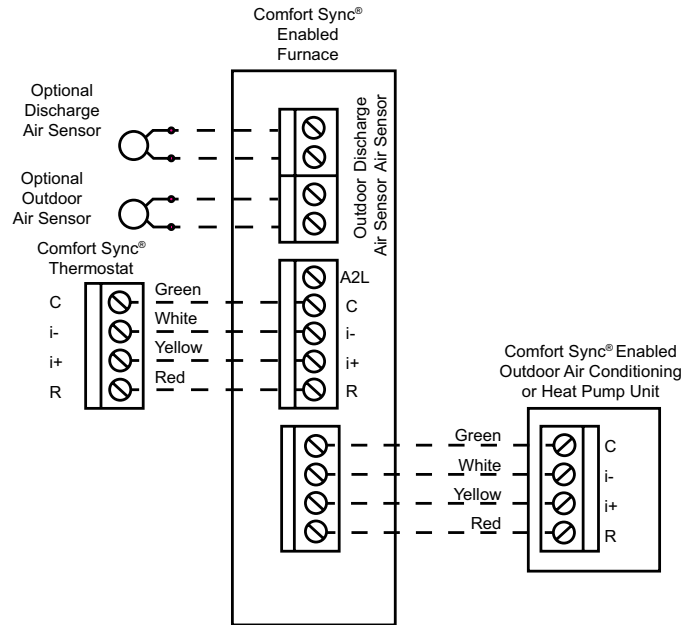 Comfort Sync®
Enabled
Furnace
Optional
Discharge
Air Sensor
Discharge
Air Sensor
Optional
Outdoor
Air Sensor
Outdoor
Air Sensor
Comfort Sync®
Thermostat
C
i-
i+
R
Green
White
Yellow
Red
A2L
C
i-
i+
R
Comfort Sync® Enabled
Outdoor Air Conditioning
or Heat Pump Unit
Green
White
Yellow
Red
C
i-
i+
R